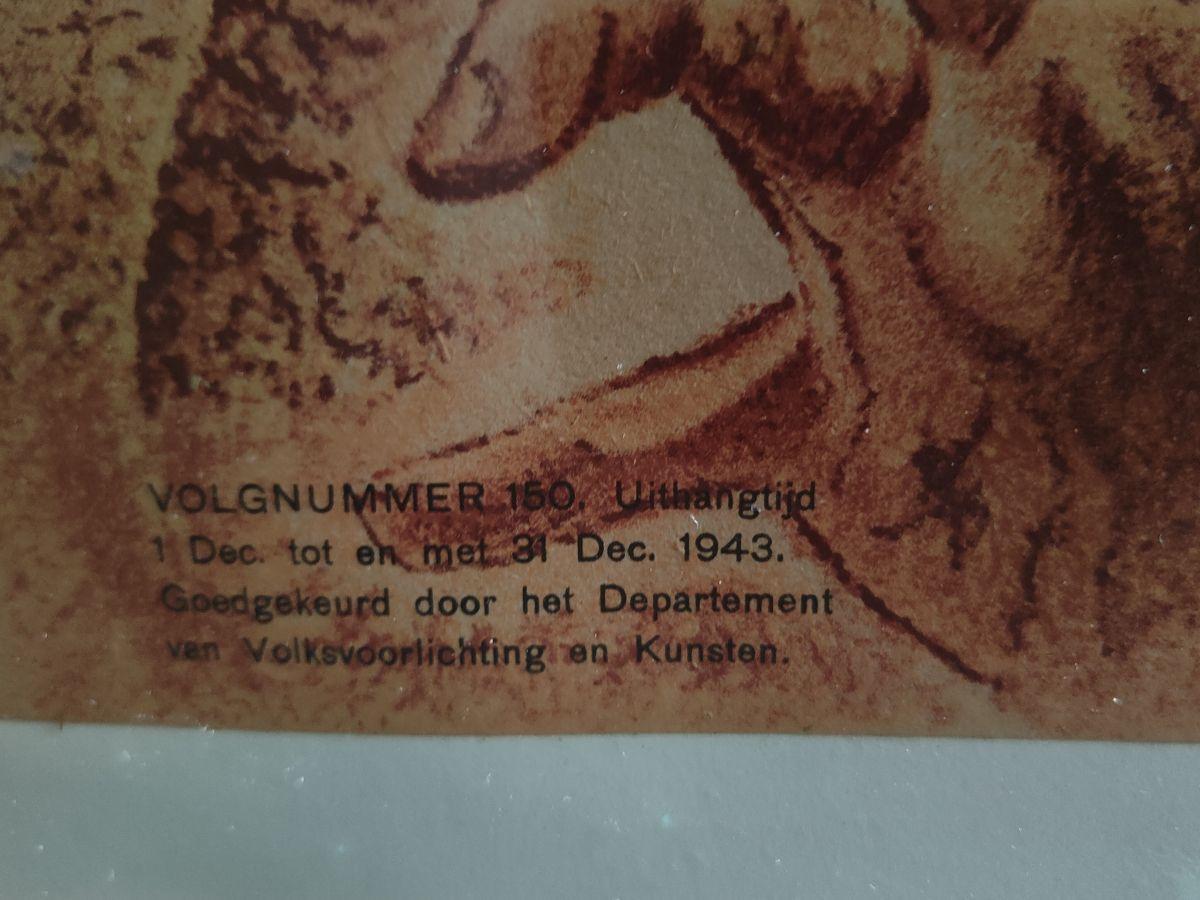 VOLGNUMMER 150. Uithangtijd
1 Dec. tot en met 31 Dec. 1943.
Goedgekeurd door het Departement
van Volksvoorlichting en Kunsten.